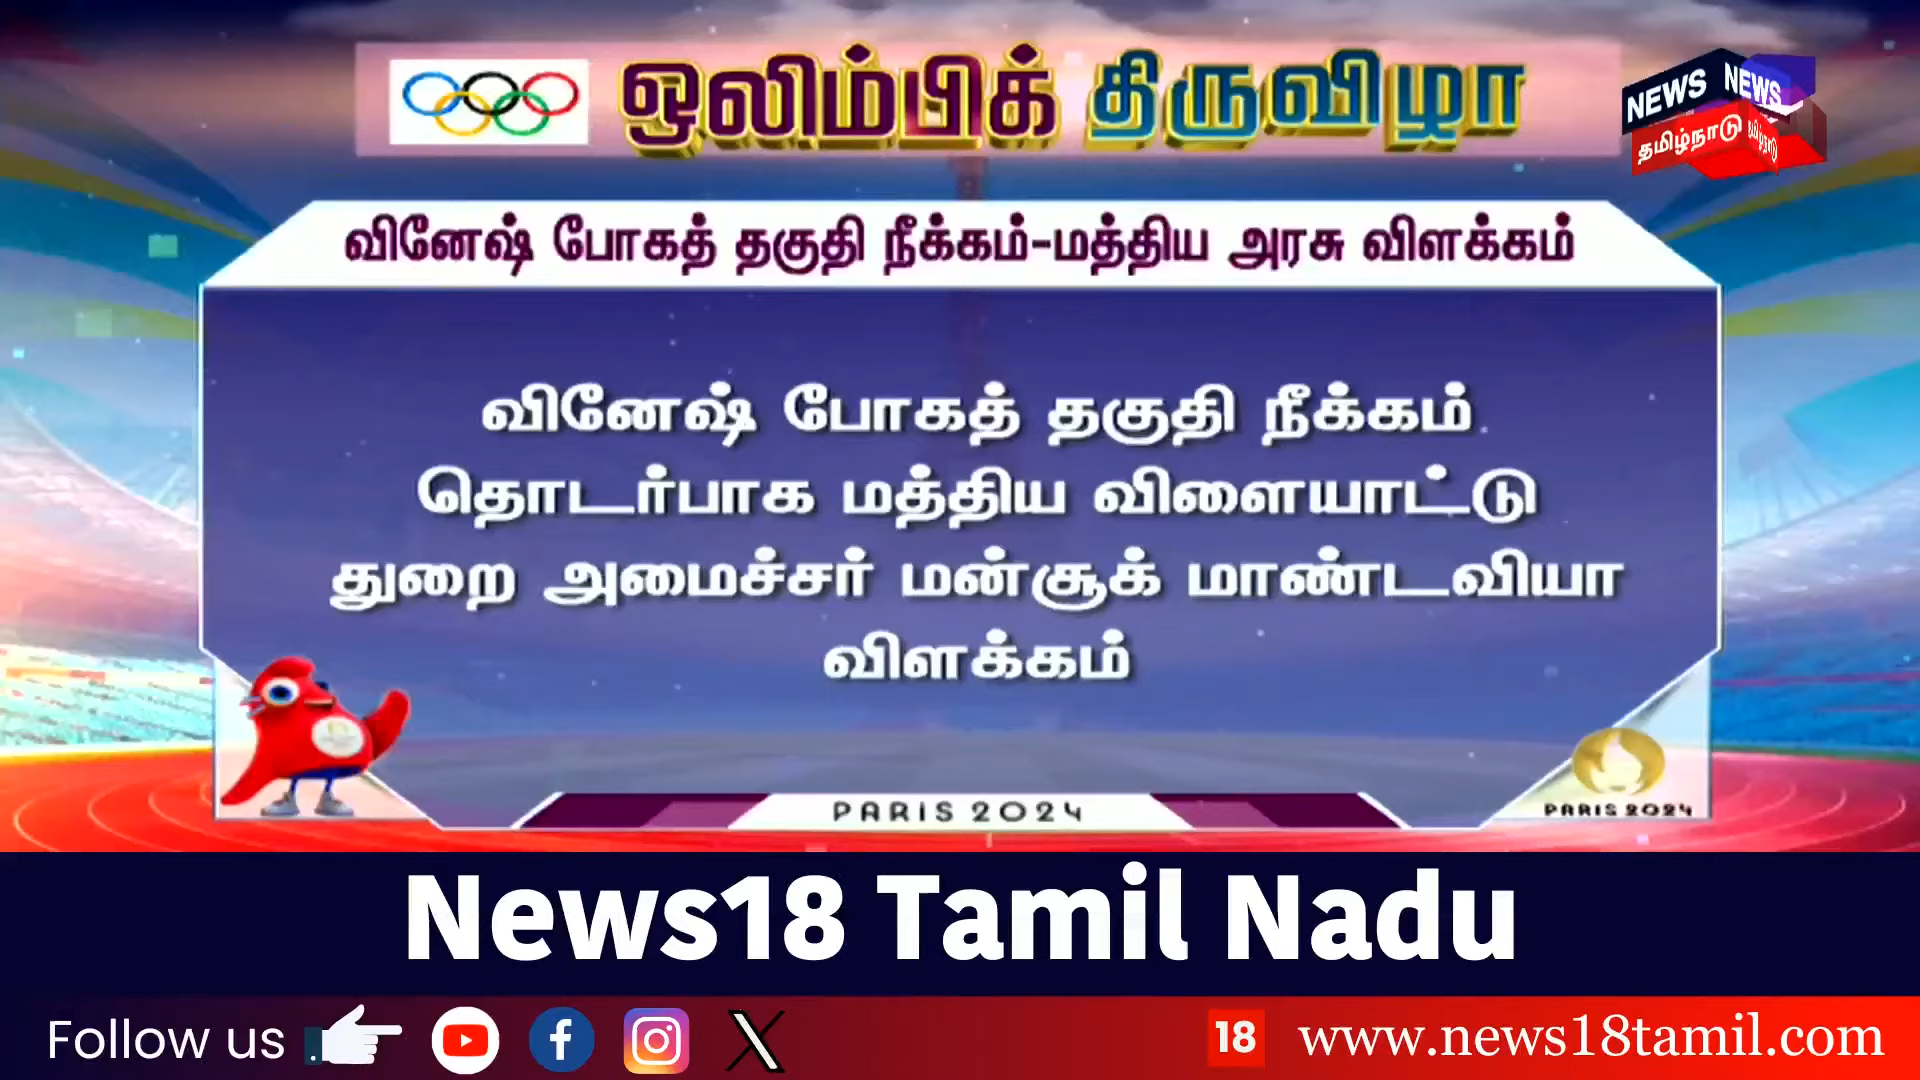 ஒலிம்பிக் திருவிழா
NEWS NEWS
தமிழ்நாடு தமிழ்நாடு
வினேஷ் போகத் தகுதி நீக்கம்-மத்திய அரசு விளக்கம்
வினேஷ் போகத் தகுதி நீக்கம்
தொடர்பாக மத்திய விளையாட்டு
துறை அமைச்சர் மன்சூக் மாண்டவியா
விளக்கம்
PARIS 2024
PARIS 2024
News18 Tamil Nadu
Follow us
18 www.news18tamil.com